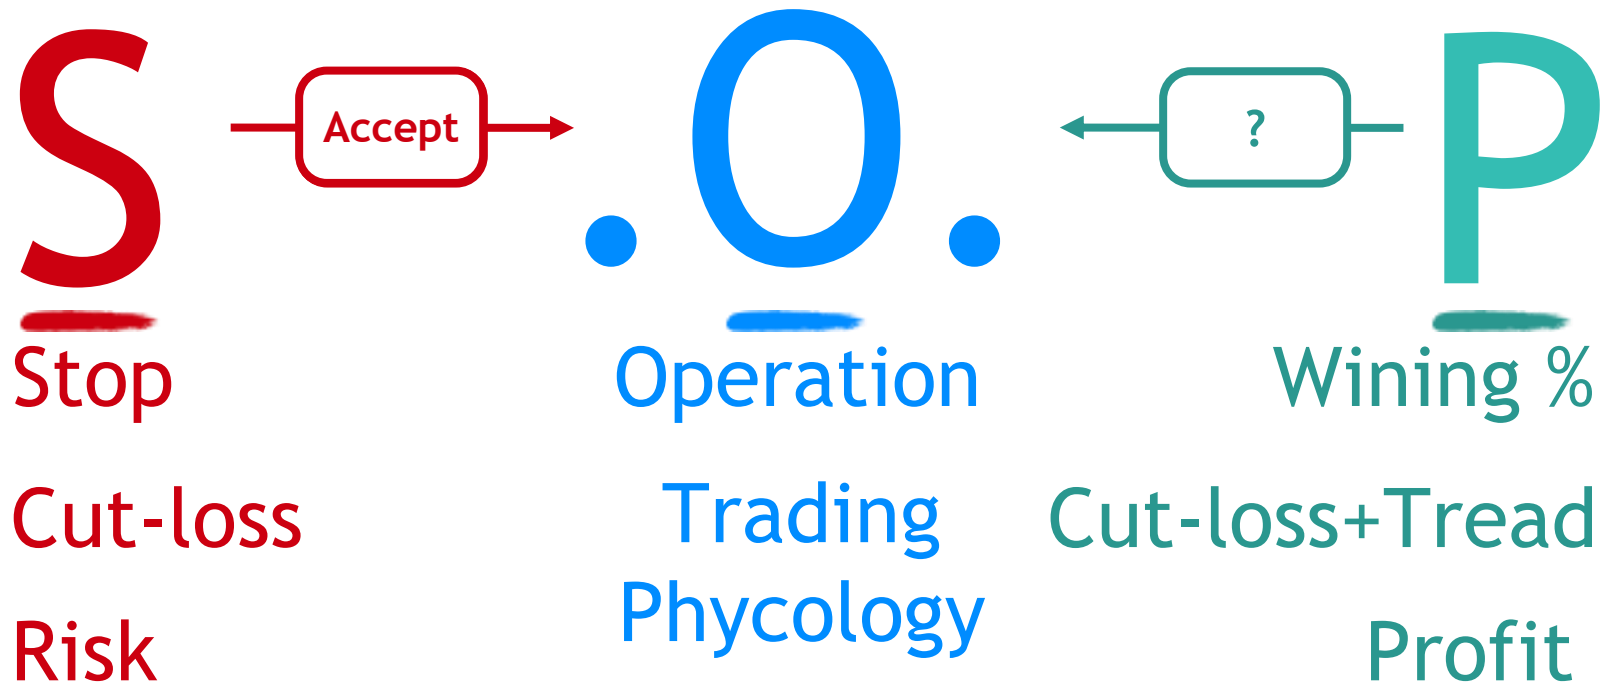 S .O. P
Accept
?
Stop
Operation
Wining %
Cut-loss
Trading
Phycology
Cut-loss+Tread
Risk
Profit